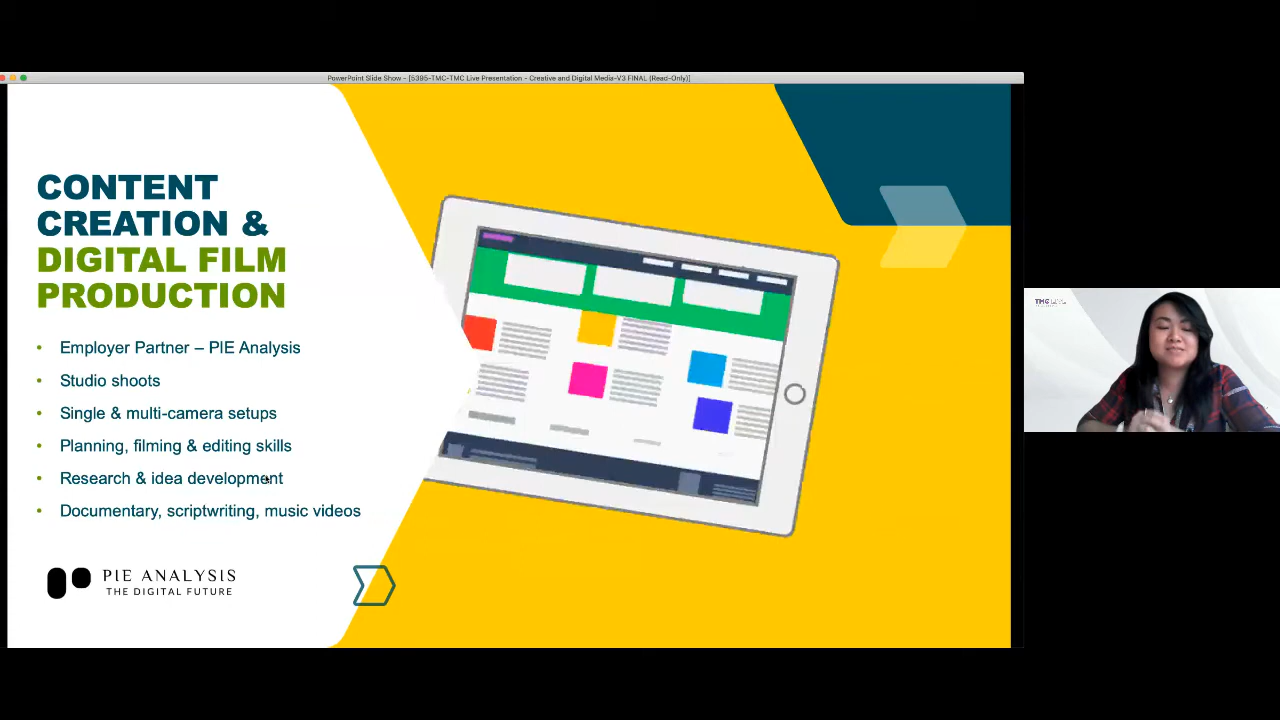 PowerPoint Slide Show - [5395-TMC-TMC Live Presentation - Creative and Digital Media-V3 FINAL (Read-Only)]
CONTENT
CREATION &
DIGITAL FILM
PRODUCTION
• Employer Partner – PIE Analysis
• Studio shoots
• Single & multi-camera setups
• Planning, filming & editing skills
• Research & idea development
• Documentary, scriptwriting, music videos
PIE ANALYSIS
THE DIGITAL FUTURE
TMC